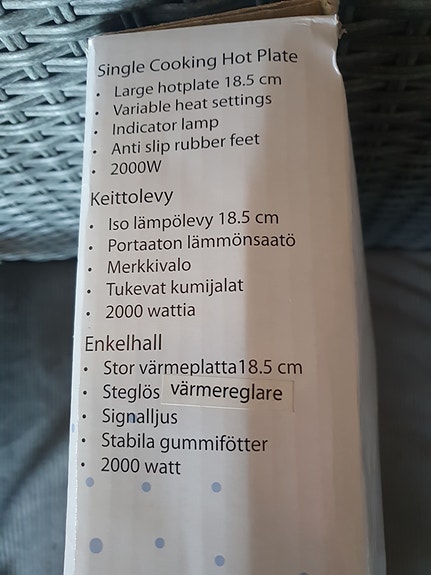 Single Cooking Hot Plate
• Large hotplate 18.5 cm
• Variable heat settings
• Indicator lamp
• Anti slip rubber feet
• 2000W
Keittolevy
• Iso lämpölevy 18.5 cm
• Portaaton lämmönsaatö
• Merkkivalo
• Tukevat kumijalat
• 2000 wattia
Enkelhall
• Stor värmeplatta18.5 cm
• Steglös värmereglare
• Signalljus
• Stabila gummifötter
• 2000 watt